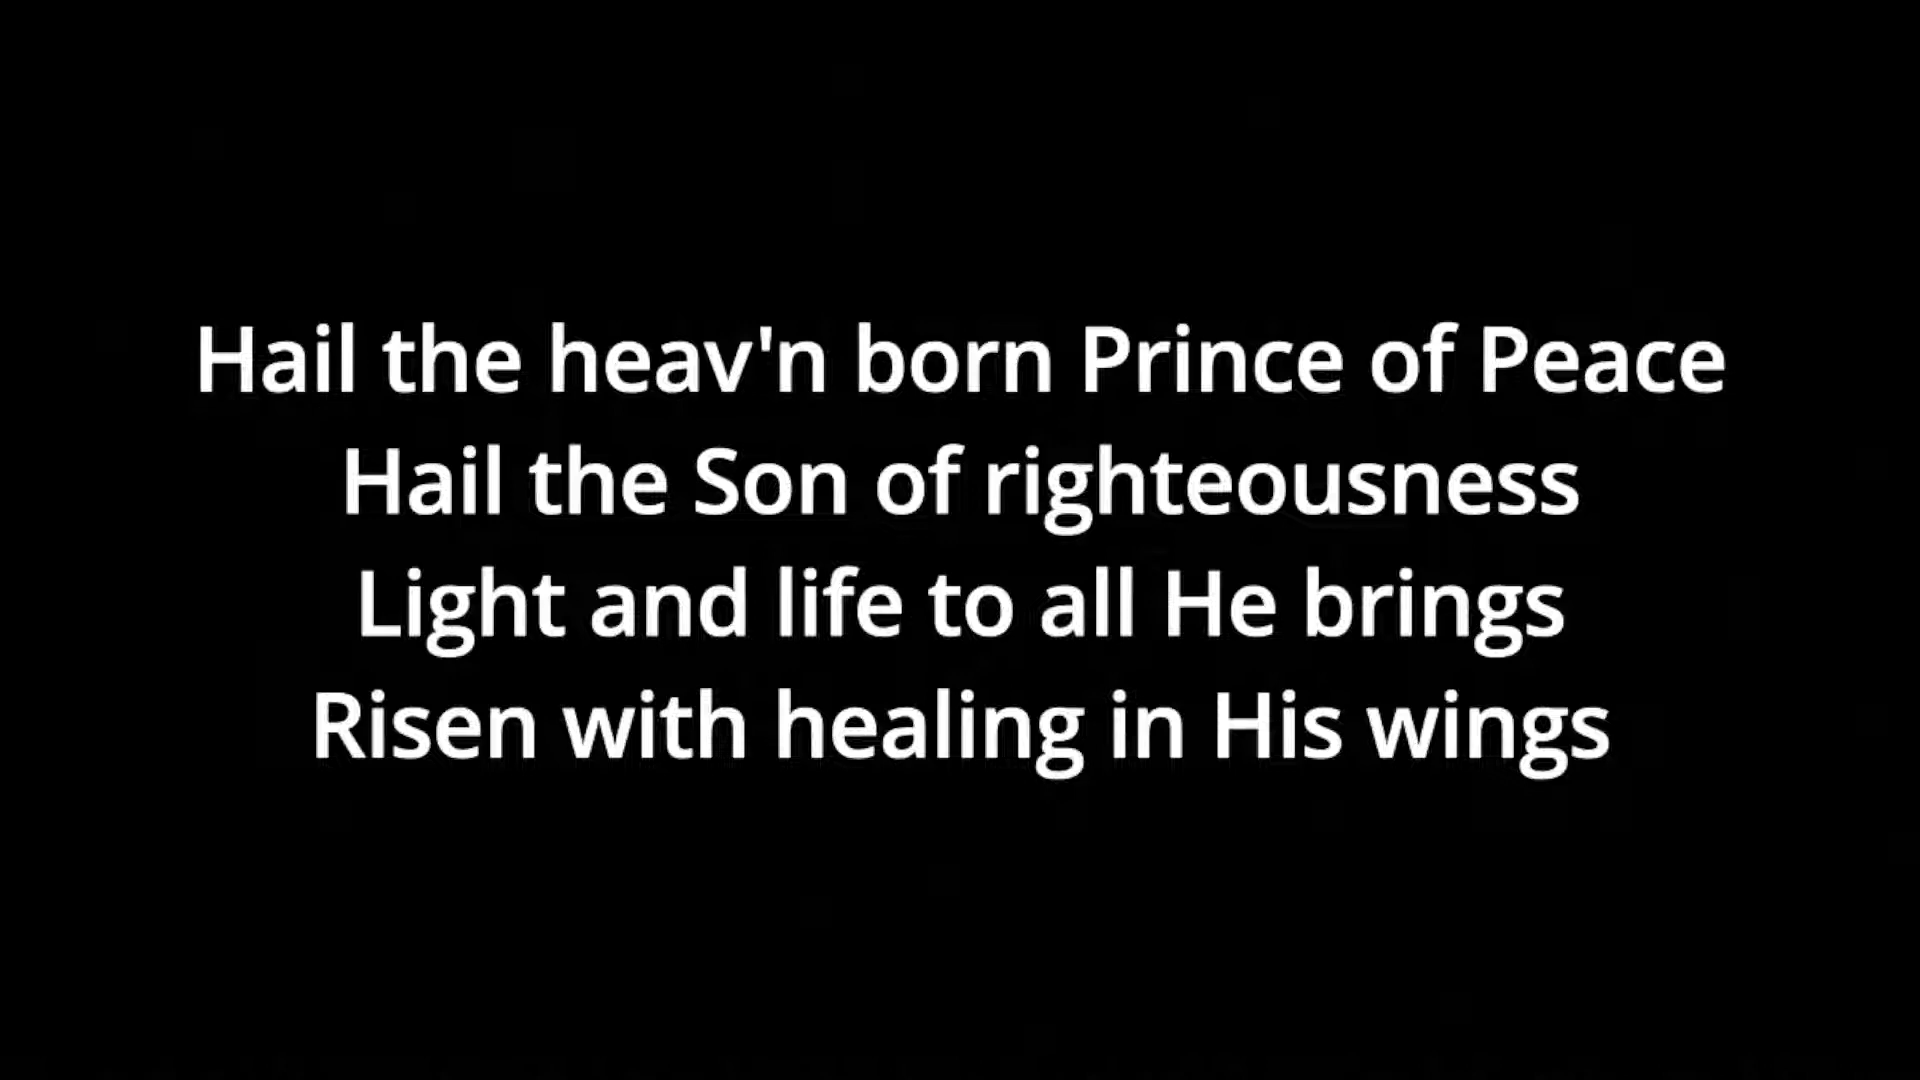 Hail the heav'n born Prince of Peace
Hail the Son of righteousness
Light and life to all He brings
Risen with healing in His wings